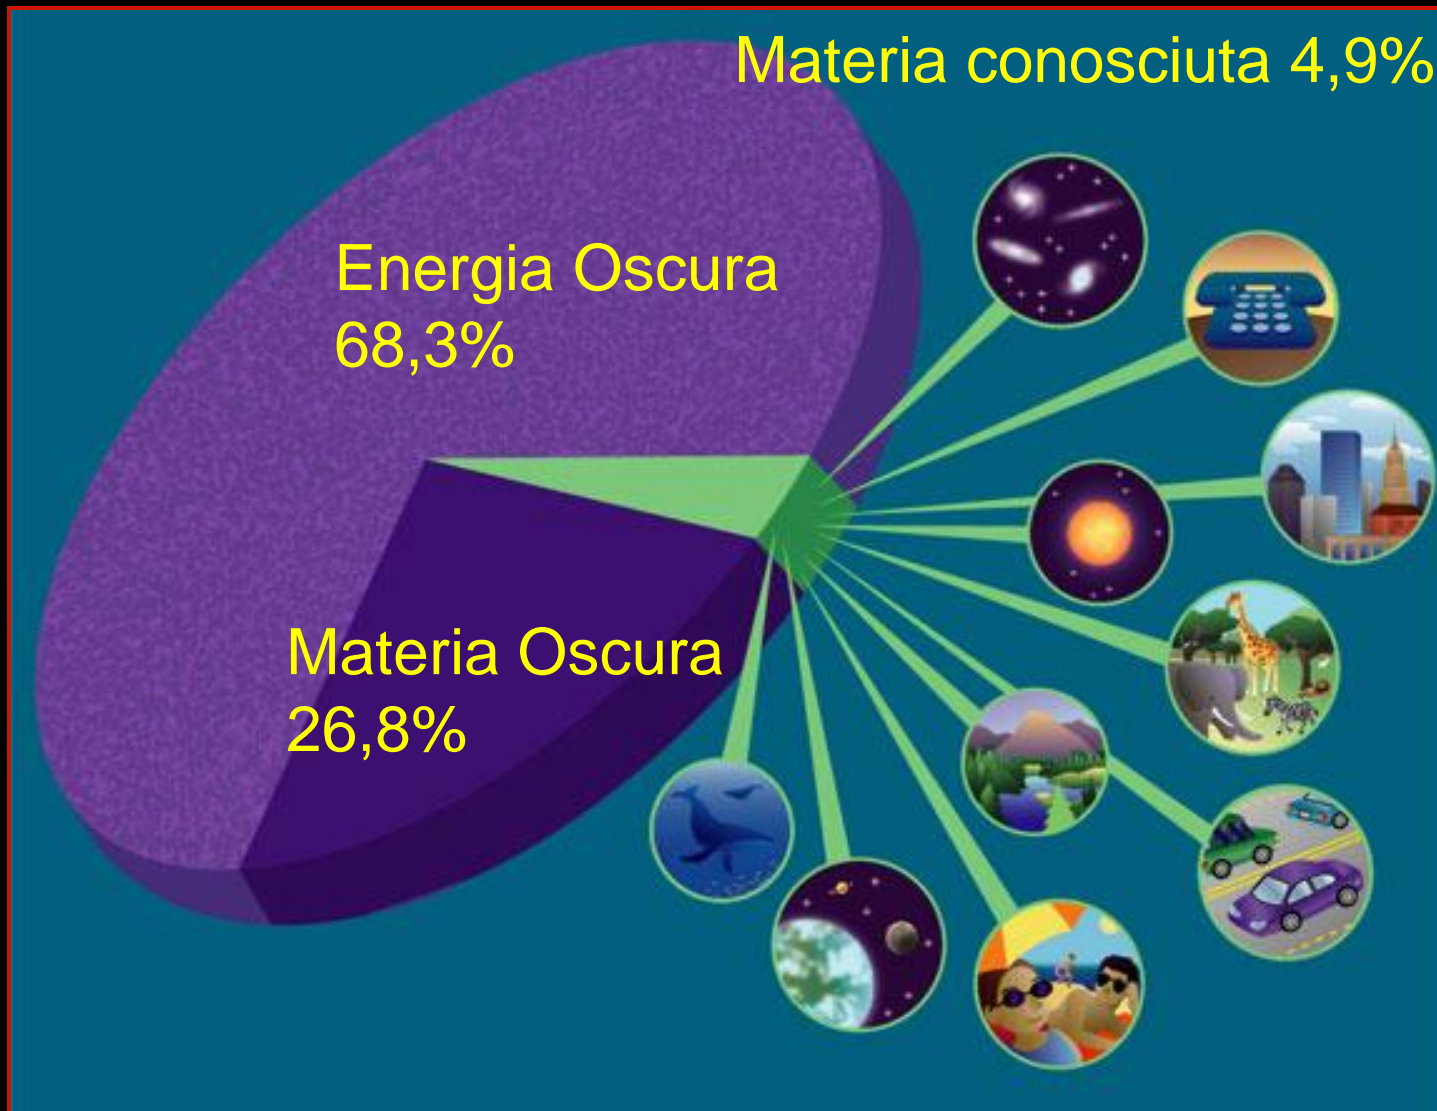 Materia conosciuta 4,9%
Energia Oscura
68,3%
Materia Oscura
26,8%